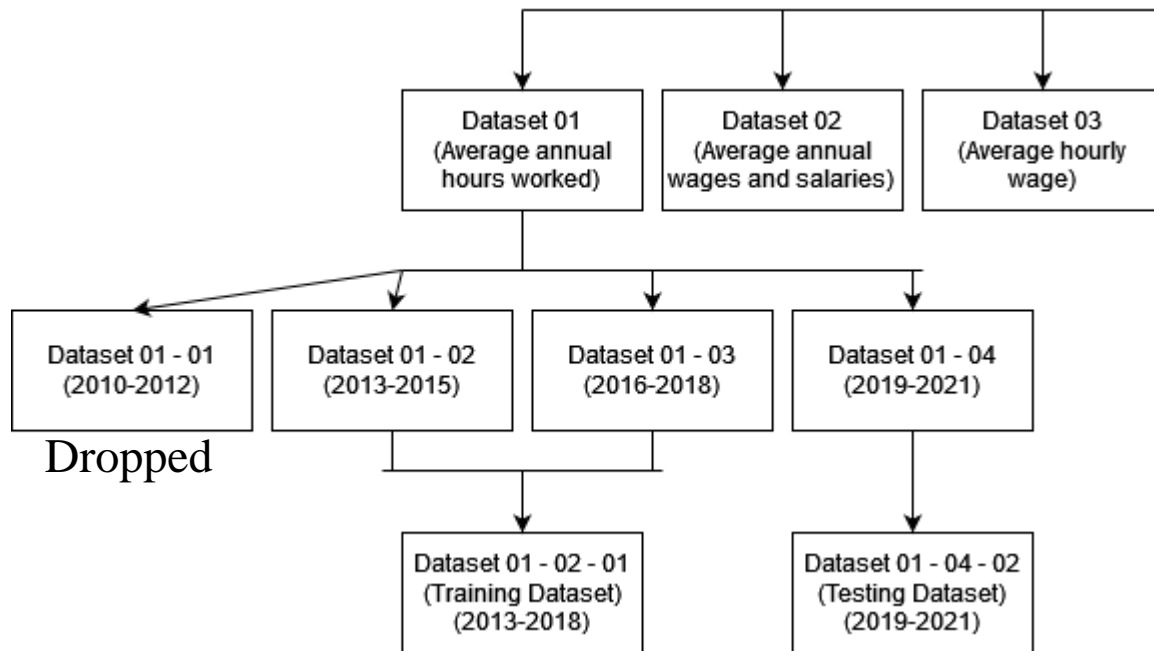 Dataset 01
(Average annual
hours worked)
Dataset 02
(Average annual
wages and salaries)
Dataset 03
(Average hourly
wage)
Dataset 01 - 01
(2010-2012)
Dataset 01 - 02
(2013-2015)
Dataset 01 - 03
(2016-2018)
Dataset 01 - 04
(2019-2021)
Dropped
Dataset 01 - 02 - 01
(Training Dataset)
(2013-2018)
Dataset 01 - 04 - 02
(Testing Dataset)
(2019-2021)